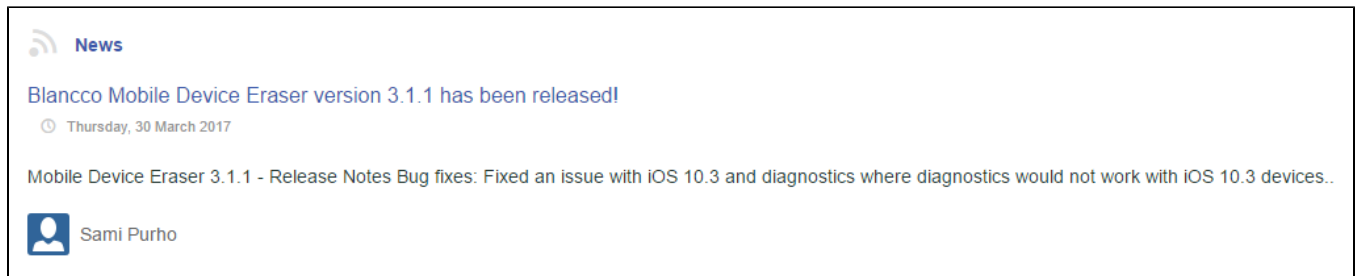 News
Blancco Mobile Device Eraser version 3.1.1 has been released!
Thursday, 30 March 2017
Mobile Device Eraser 3.1.1 - Release Notes Bug fixes: Fixed an issue with iOS 10.3 and diagnostics where diagnostics would not work with iOS 10.3 devices..
Sami Purho